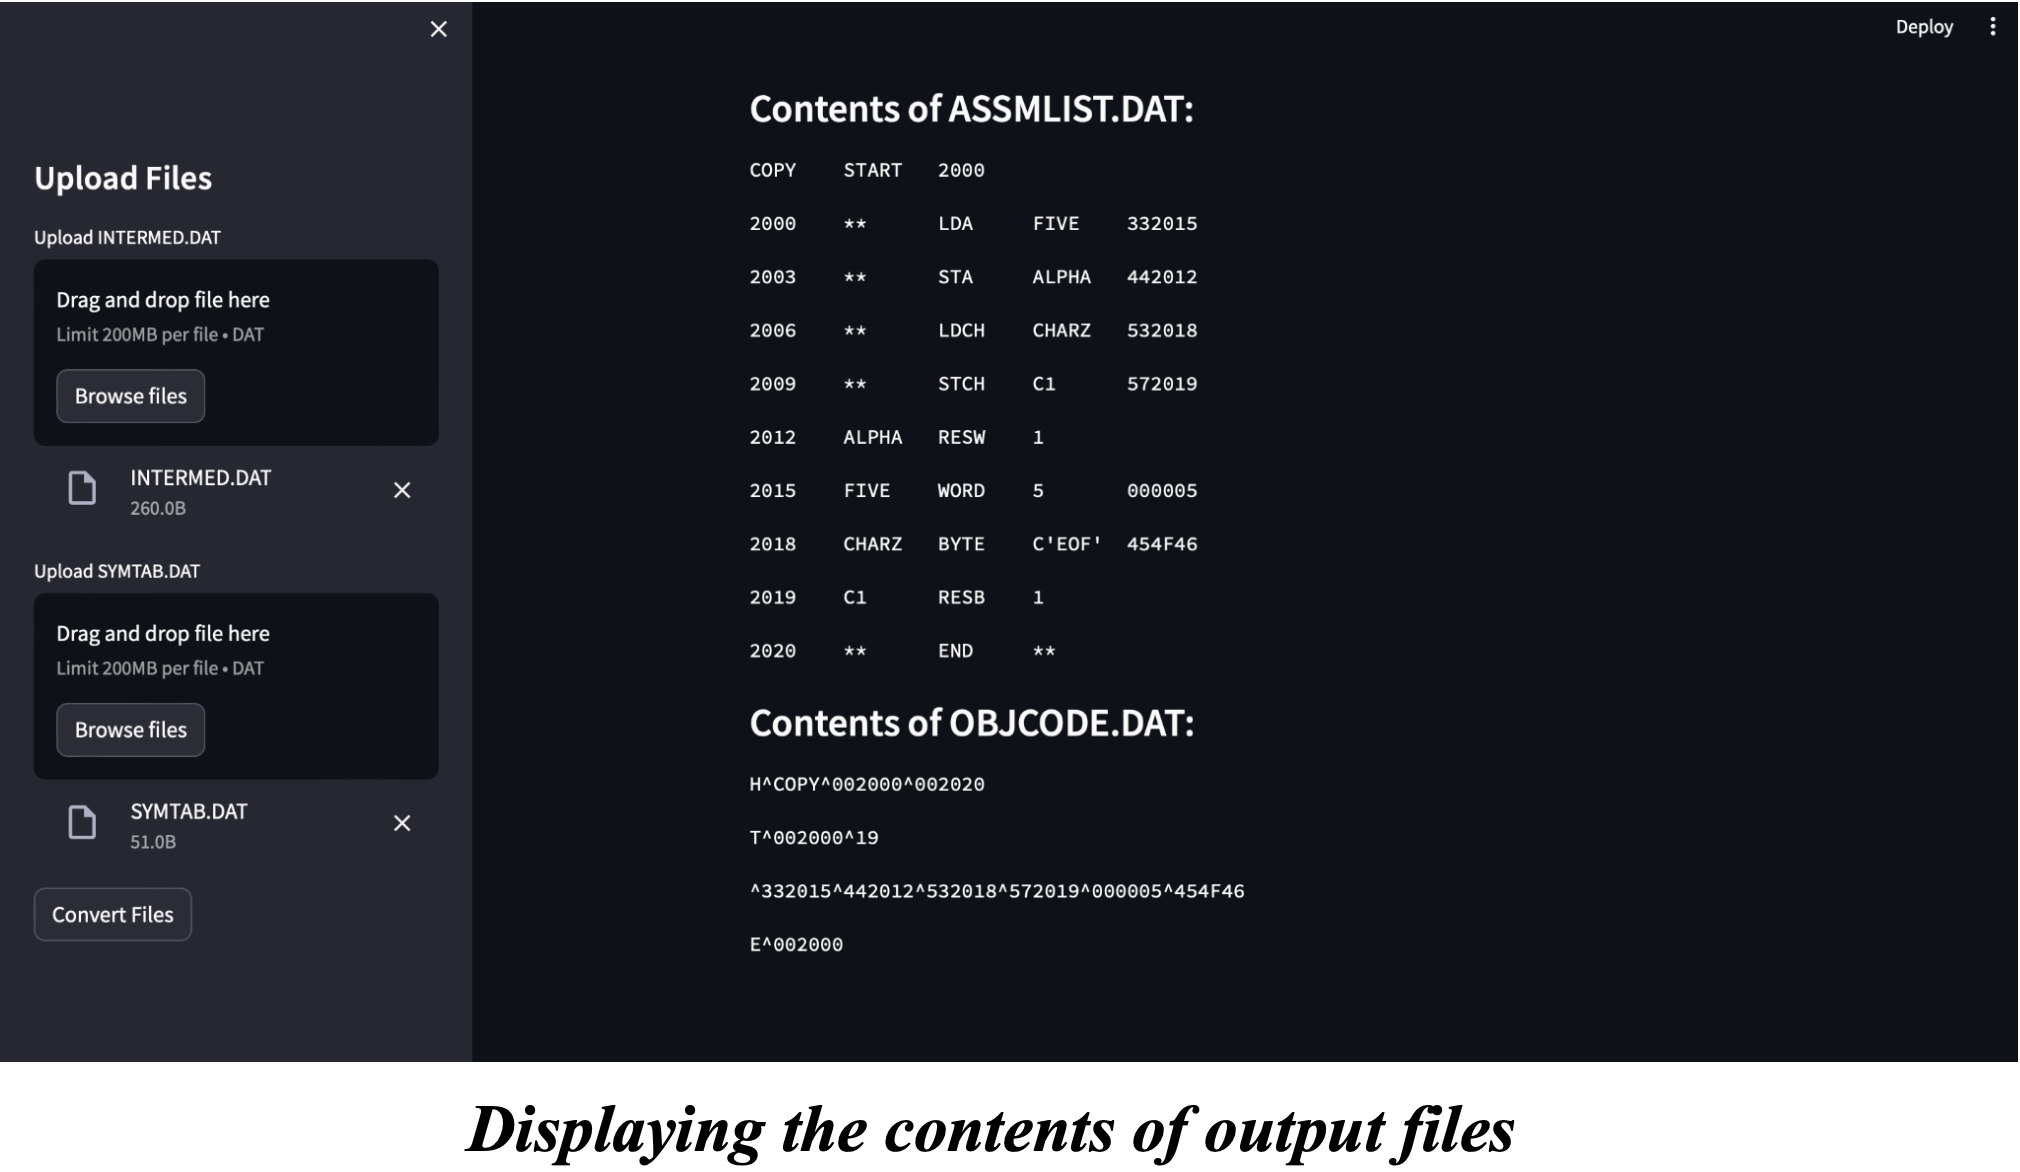 Deploy
Upload Files
Upload INTERMED.DAT
Drag and drop file here
Limit 200MB per file • DAT
Browse files
INTERMED.DAT
260.0B
Upload SYMTAB.DAT
Drag and drop file here
Limit 200MB per file • DAT
Browse files
SYMTAB.DAT
51.0B
Convert Files
Contents of ASSMLIST.DAT:
COPY START 2000
2000 ** LDA FIVE 332015
2003 ** STA ALPHA 442012
2006 ** LDCH CHARZ 532018
2009 ** STCH C1 572019
2012 ALPHA RESW 1
2015 FIVE WORD 5 000005
2018 CHARZ BYTE C'EOF' 454F46
2019 C1 RESB 1
2020 ** END **
Contents of OBJCODE.DAT:
H^COPY^002000^002020
T^002000^19
^332015^442012^532018^572019^000005^454F46
E^002000
Displaying the contents of output files